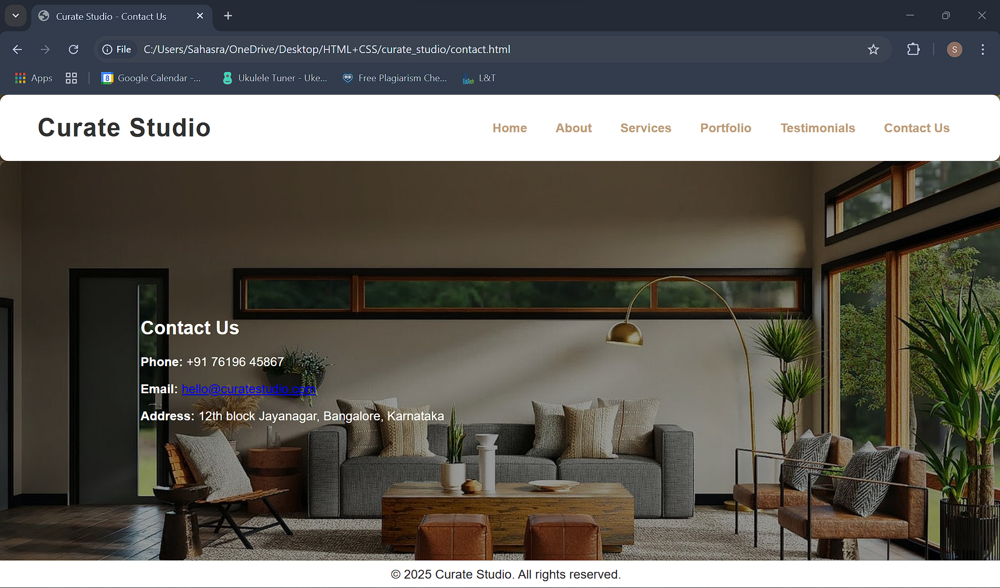 Curate Studio - Contact Us
File C:/Users/Sahasra/OneDrive/Desktop/HTML+CSS/curate_studio/contact.html
S
Apps
8 Google Calendar -...
Ukulele Tuner - Uke...
Free Plagiarism Che...
EduTech L&T
Curate Studio
Home About Services Portfolio Testimonials Contact Us
Contact Us
Phone: +91 76196 45867
Email: hello@curatestudio.com
Address: 12th block Jayanagar, Bangalore, Karnataka
© 2025 Curate Studio. All rights reserved.